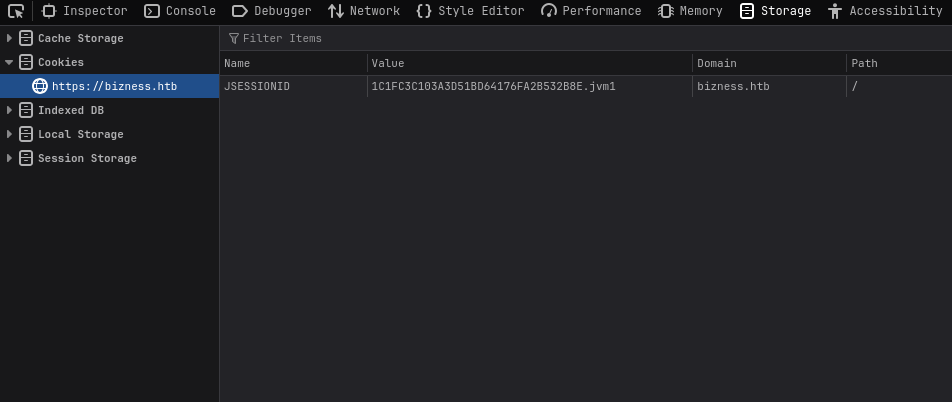 Inspector Console Debugger Network Style Editor Performance Memory Storage Accessibility
Cache Storage
Cookies
https://bizness.htb
Indexed DB
Local Storage
Session Storage
Filter Items
Name Value Domain Path
JSESSIONID 1C1FC3C103A3D51BD64176FA2B532B8E.jvm1 bizness.htb /